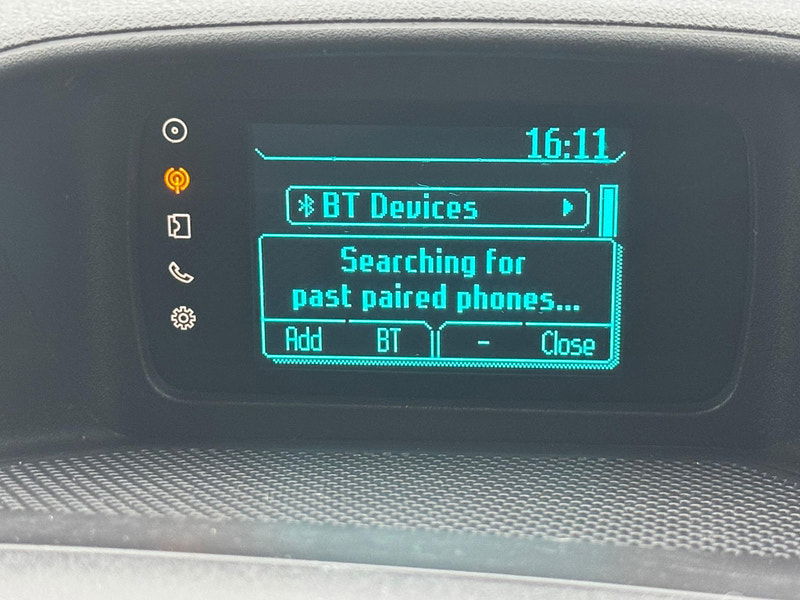 16:11
BT Devices
Searching for
past paired phones...
Add BT - Close